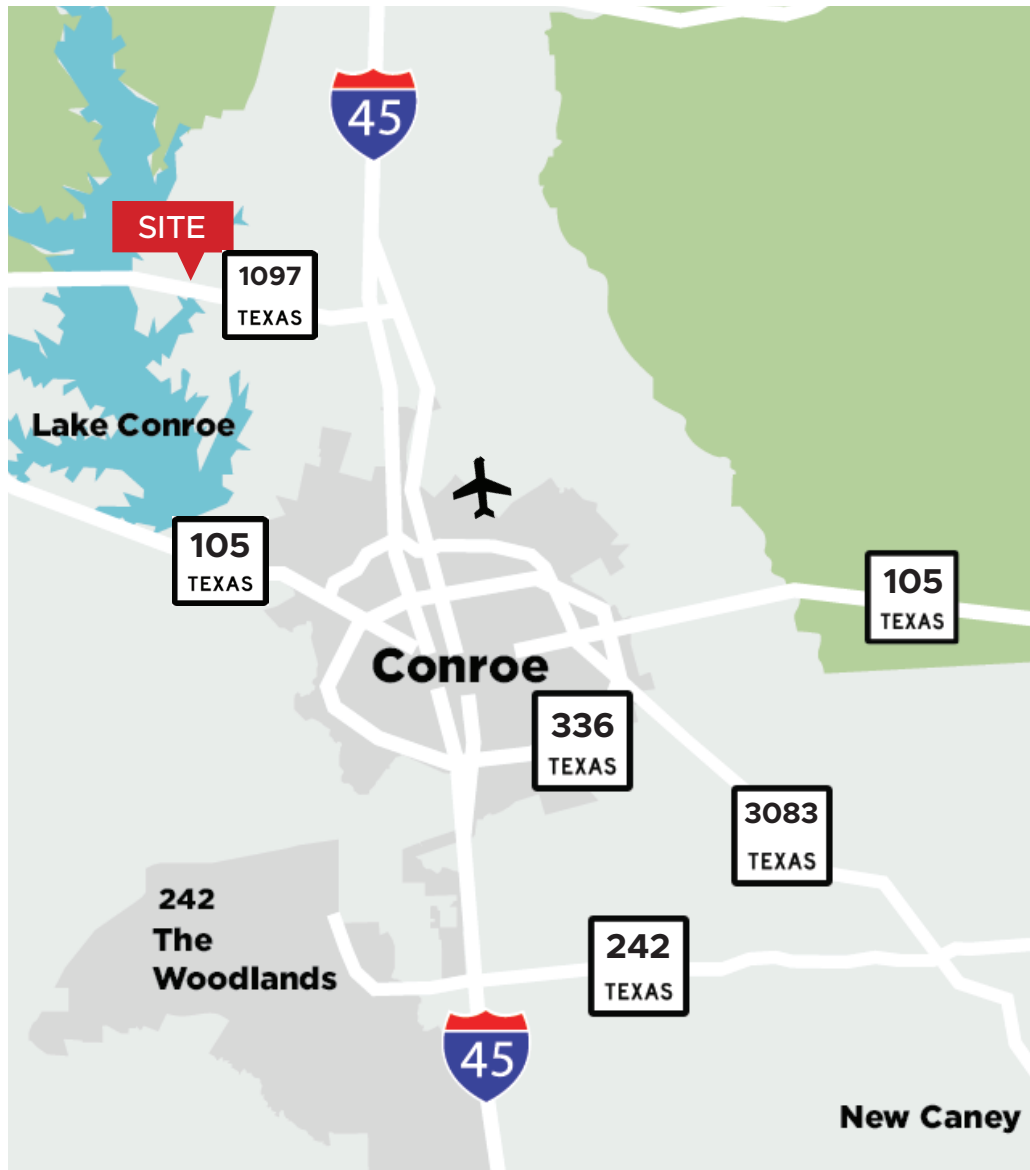 45
SITE
1097
TEXAS
Lake Conroe
105
TEXAS
105
TEXAS
Conroe
336
TEXAS
3083
TEXAS
242
The
Woodlands
242
TEXAS
45
New Caney